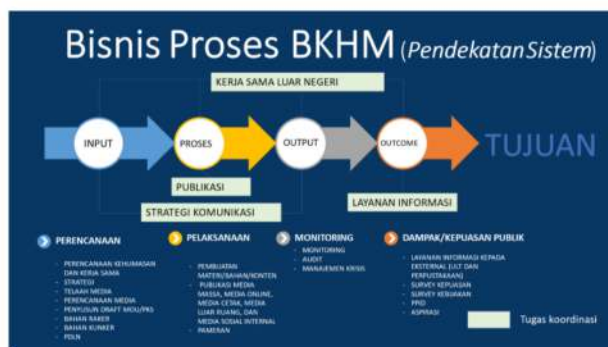 Bisnis Proses BKHM (Pendekatan Sistem)
KERJA SAMA LUAR NEGERI
INPUT
PROSES
OUTPUT
OUTCOME
TUJUAN
PUBLIKASI
LAYANAN INFORMASI
STRATEGI KOMUNIKASI
PERENCANAAN
- PERENCANAAN KEHUMASAN
DAN KERJA SAMA
- STRATEGI
- TELAAH MEDIA
- PERENCANAAN MEDIA
- PENYUSUN DRAFT MOU/PKS
- BAHAN RAKER
- BAHAN KUNKER
- PDLN
PELAKSANAAN
- PEMBUATAN
MATERI/BAHAN/KONTEN
- PUBLIKASI MEDIA
MASSA, MEDIA ONLINE,
MEDIA CETAK, MEDIA
LUAR RUANG, DAN
MEDIA SOSIAL INTERNAL
- PAMERAN
MONITORING
- MONITORING
- AUDIT
- MANAJEMEN KRISIS
DAMPAK/KEPUASAN PUBLIK
- LAYANAN INFORMASI KEPADA
EKSTERNAL (ULT DAN
PERPUSTAKAAN)
- SURVEY KEPUASAN
- SURVEY KEBIJAKAN
- PPID
- ASPIRASI
Tugas koordinasi